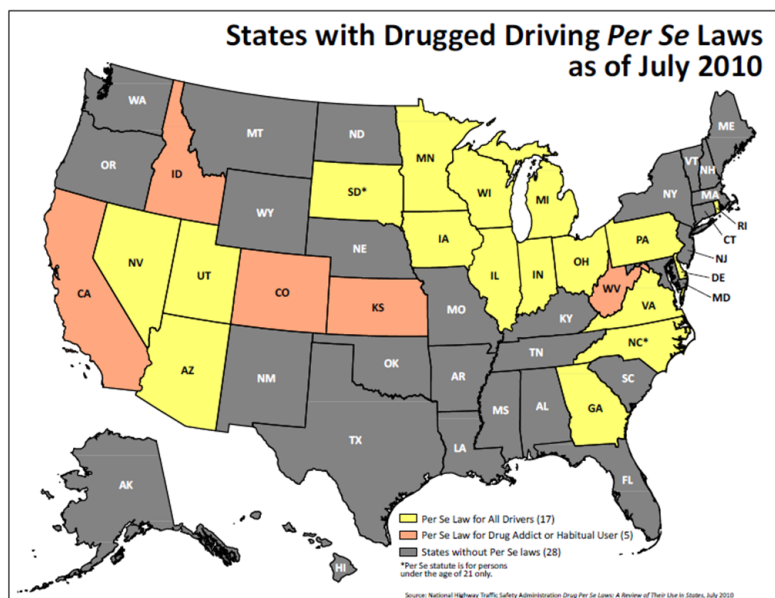 States with Drugged Driving Per Se Laws
as of July 2010
WA
MT
ND
MN
ME
OR
ID
SD*
WI
MI
VT
NH
NY
MA
WY
RI
CT
IA
NE
PA
NJ
NV
UT
IL
IN
OH
DE
MD
CA
CO
KS
MO
WV
VA
KY
NC*
TN
AZ
NM
OK
AR
SC
MS
AL
GA
TX
LA
FL
AK
HI
Per Se Law for All Drivers (17)
Per Se Law for Drug Addict or Habitual User (5)
States without Per Se laws (28)
*Per Se statute is for persons
under the age of 21 only.
Source: National Highway Traffic Safety Administration Drug Per Se Laws: A Review of Their Use in States, July 2010